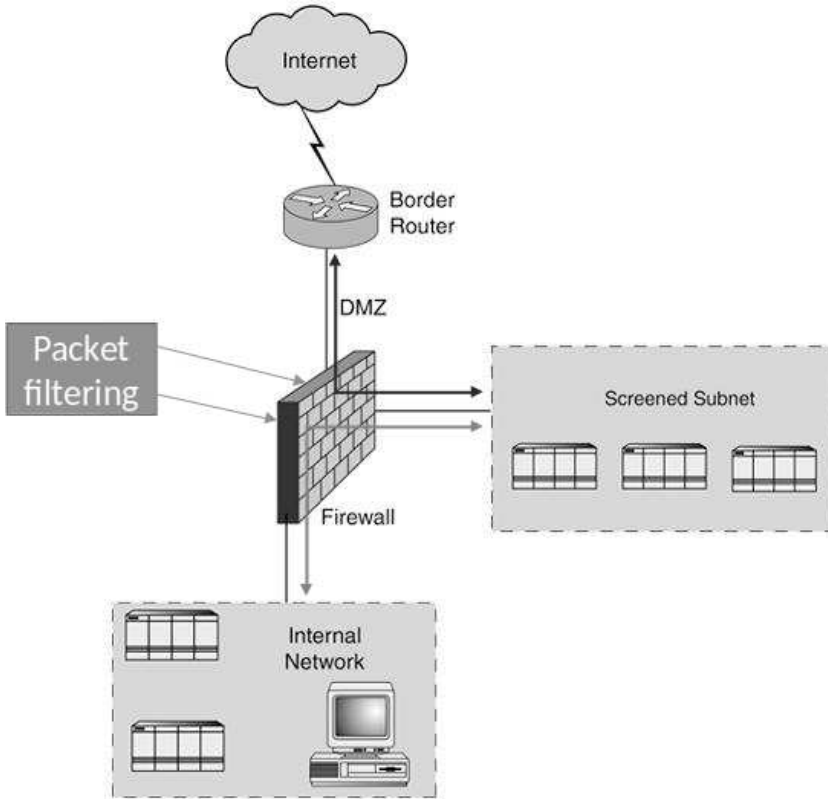 Internet
Border
Router
DMZ
Packet
filtering
Screened Subnet
Firewall
Internal
Network